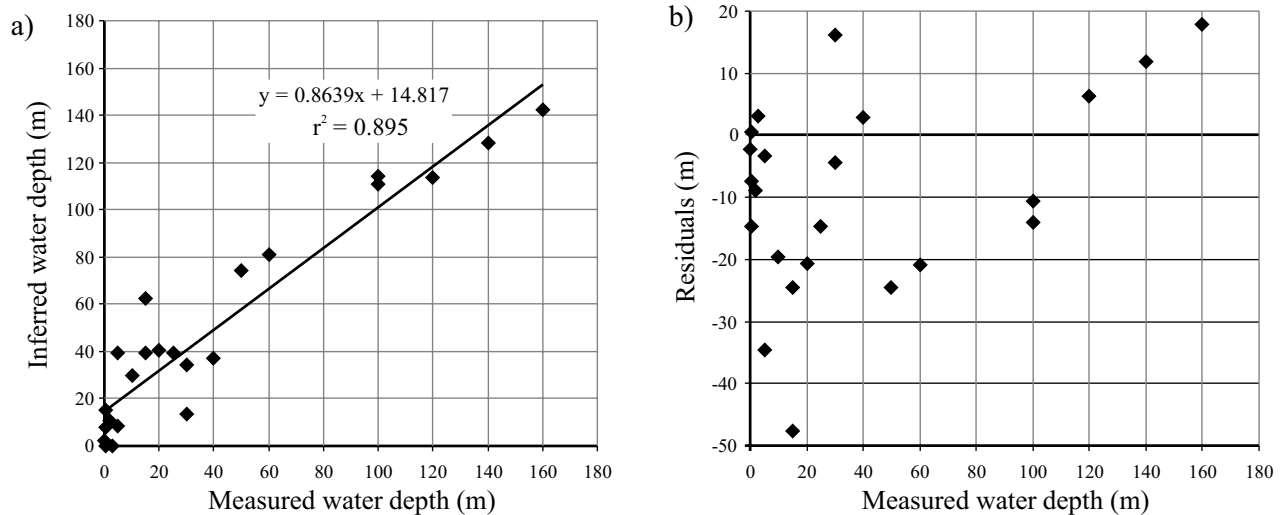 a)
180
160
140
120
100
80
60
40
20
0
Inferred water depth (m)
y = 0.8639x + 14.817
r² = 0.895
0 20 40 60 80 100 120 140 160 180
Measured water depth (m)
b)
20
10
0
-10
-20
-30
-40
-50
Residuals (m)
0 20 40 60 80 100 120 140 160 180
Measured water depth (m)